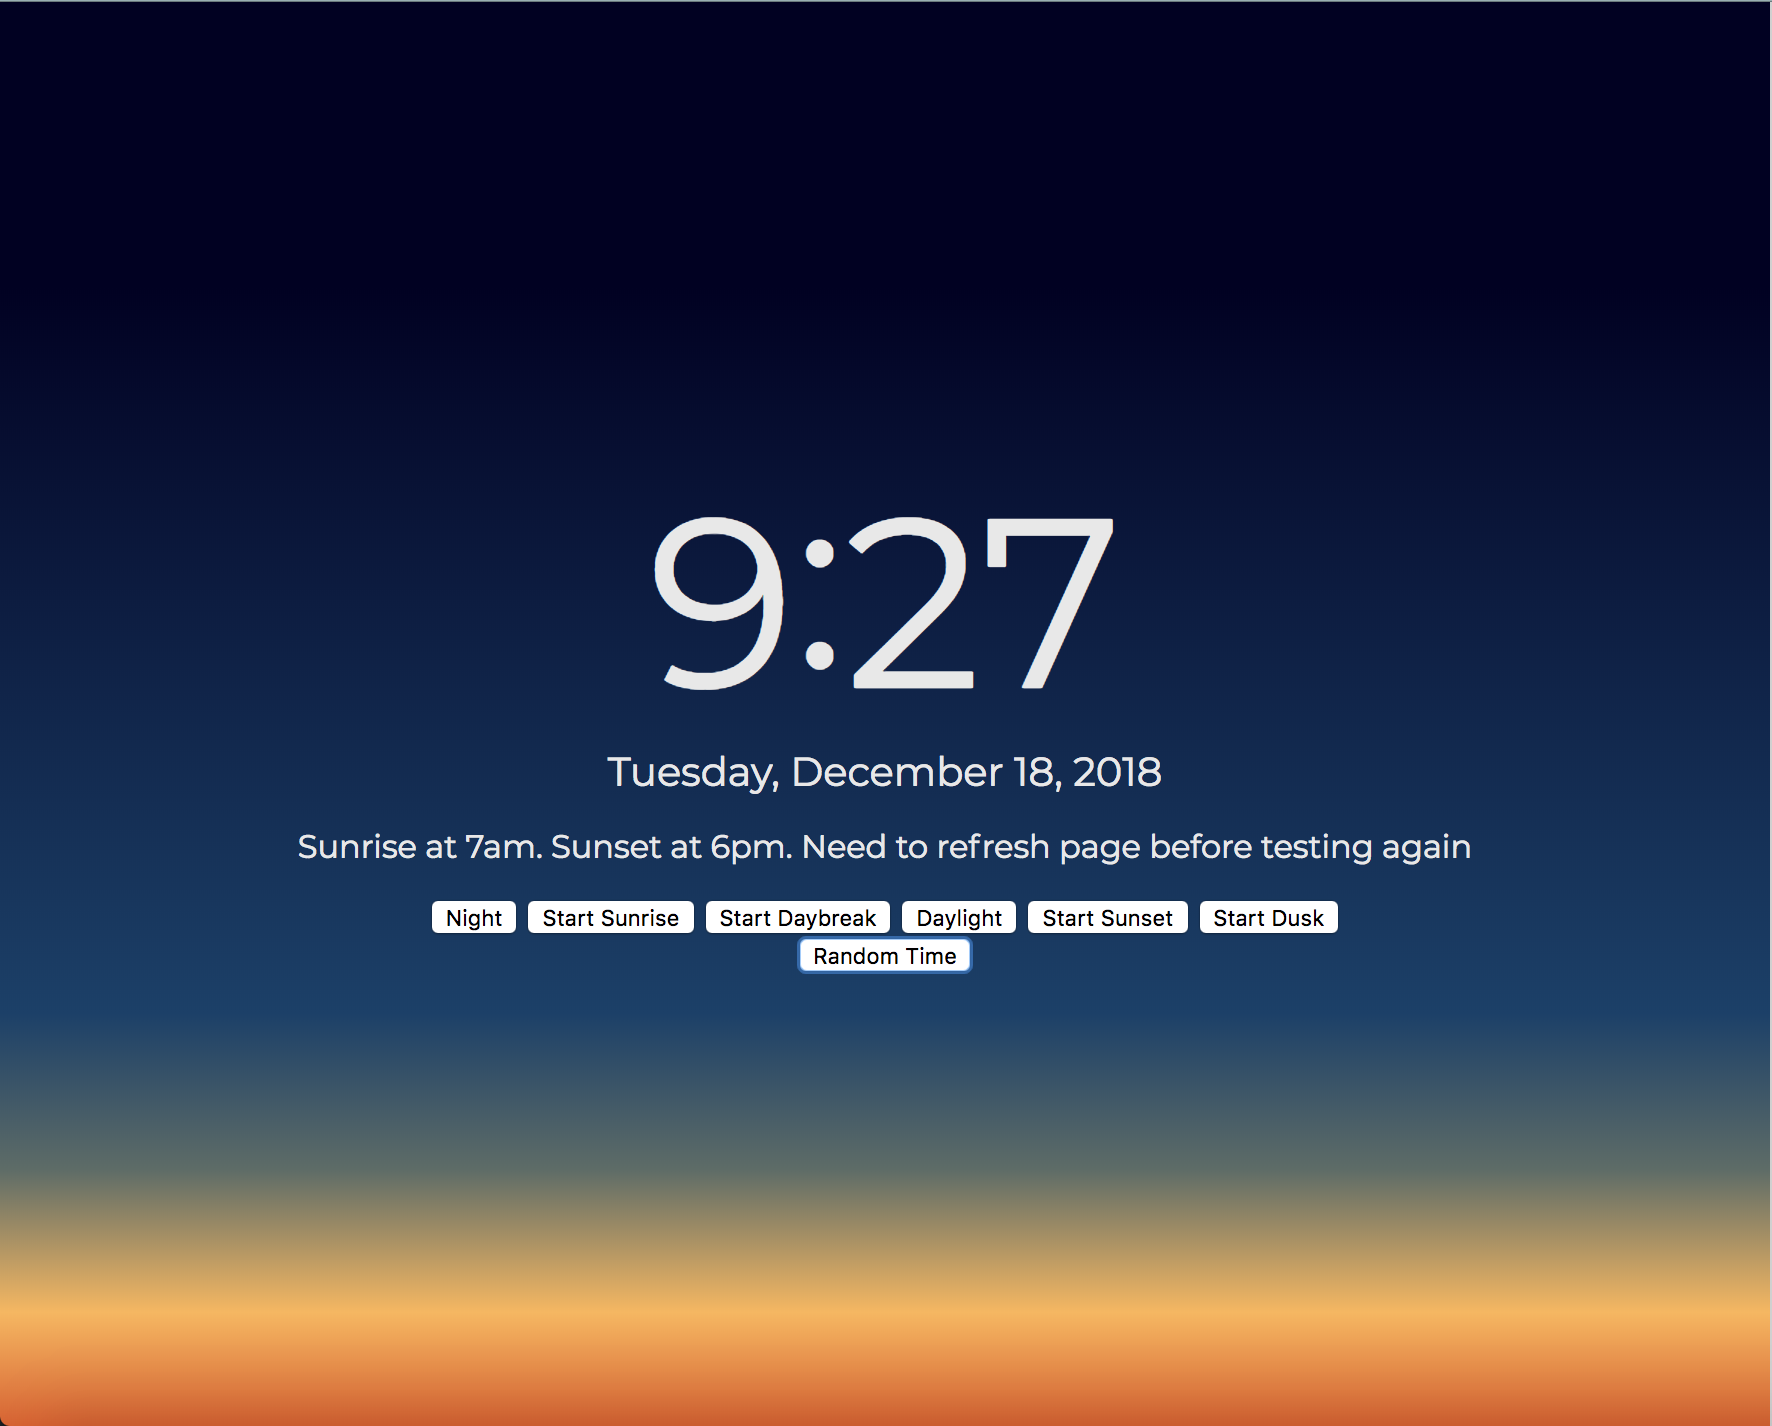 9:27
Tuesday, December 18, 2018
Sunrise at 7am. Sunset at 6pm. Need to refresh page before testing again
Night Start Sunrise Start Daybreak Daylight Start Sunset Start Dusk
Random Time